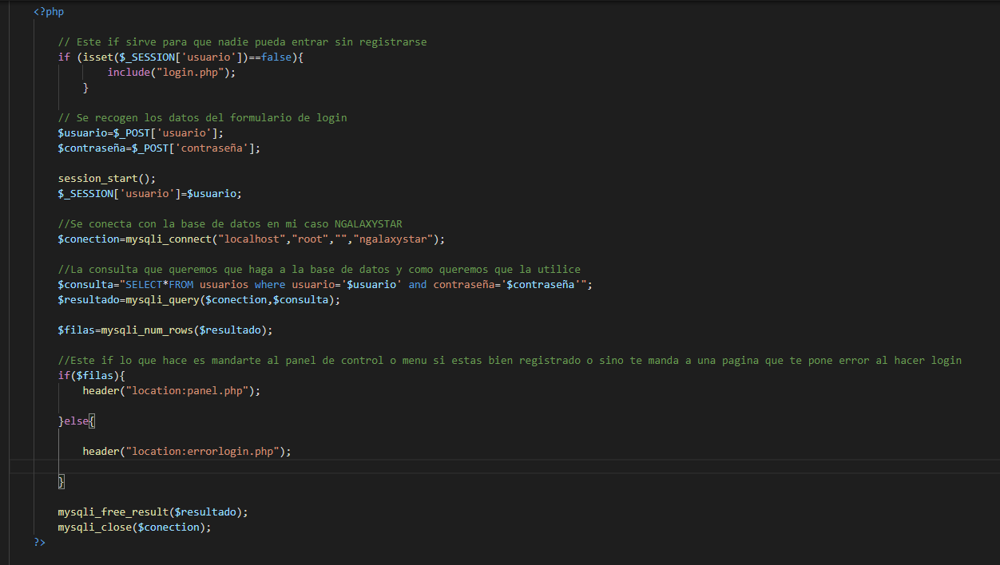 <?php
// Este if sirve para que nadie pueda entrar sin registrarse
if (isset($_SESSION['usuario'])==false){
include("login.php");
}
// Se recogen los datos del formulario de login
$usuario=$_POST['usuario'];
$contraseña=$_POST['contraseña'];
session_start();
$_SESSION['usuario']=$usuario;
//Se conecta con la base de datos en mi caso NGALAXYSTAR
$conection=mysqli_connect("localhost","root","","ngalaxystar");
//La consulta que queremos que haga a la base de datos y como queremos que la utilice
$consulta="SELECT*FROM usuarios where usuario='$usuario' and contraseña='$contraseña'";
$resultado=mysqli_query($conection,$consulta);
$filas=mysqli_num_rows($resultado);
//Este if lo que hace es mandarte al panel de control o menu si estas bien registrado o sino te manda a una pagina que te pone error al hacer login
if($filas){
header("location:panel.php");
}else{
header("location:errorlogin.php");
}
mysqli_free_result($resultado);
mysqli_close($conection);
?>